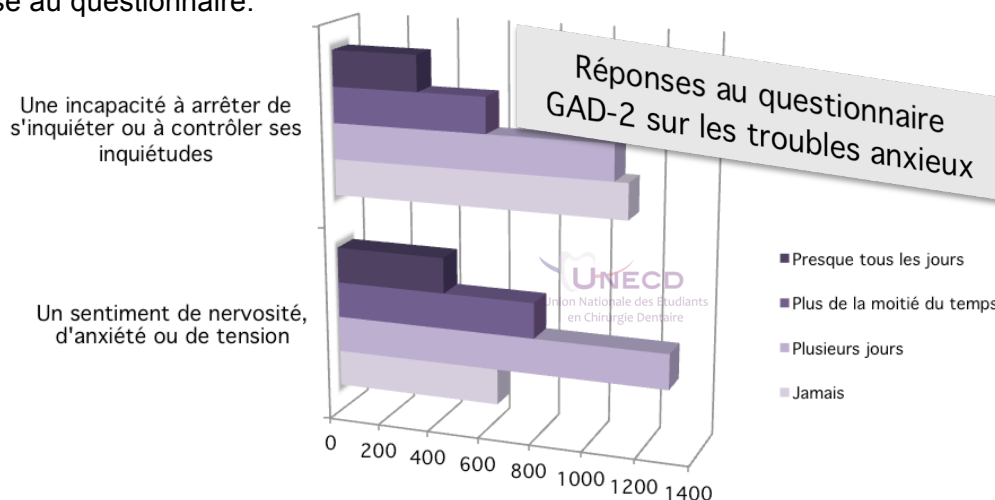 se au questionnaire.
Réponses au questionnaire
GAD-2 sur les troubles anxieux
Une incapacité à arrêter de
s'inquiéter ou à contrôler ses
inquiétudes
Un sentiment de nervosité,
d'anxiété ou de tension
UNECD
Union Nationale des Étudiants
en Chirurgie Dentaire
Presque tous les jours
Plus de la moitié du temps
Plusieurs jours
Jamais
0 200 400 600 800 1000 1200 1400